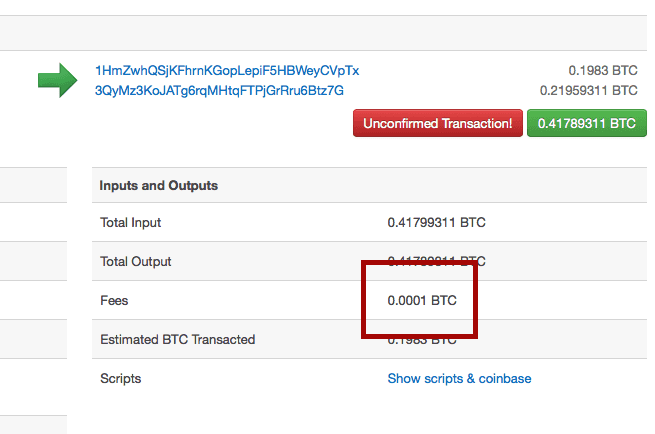 1HmZwhQSjKFhrnKGopLepiF5HBWeyCVpTx 0.1983 BTC
3QyMz3KoJATg6rqMHtqFTPjGrRru6Btz7G 0.21959311 BTC
Unconfirmed Transaction! 0.41789311 BTC
Inputs and Outputs
Total Input 0.41799311 BTC
Total Output 0.41789311 BTC
Fees 0.0001 BTC
Estimated BTC Transacted 0.1983 BTC
Scripts Show scripts & coinbase